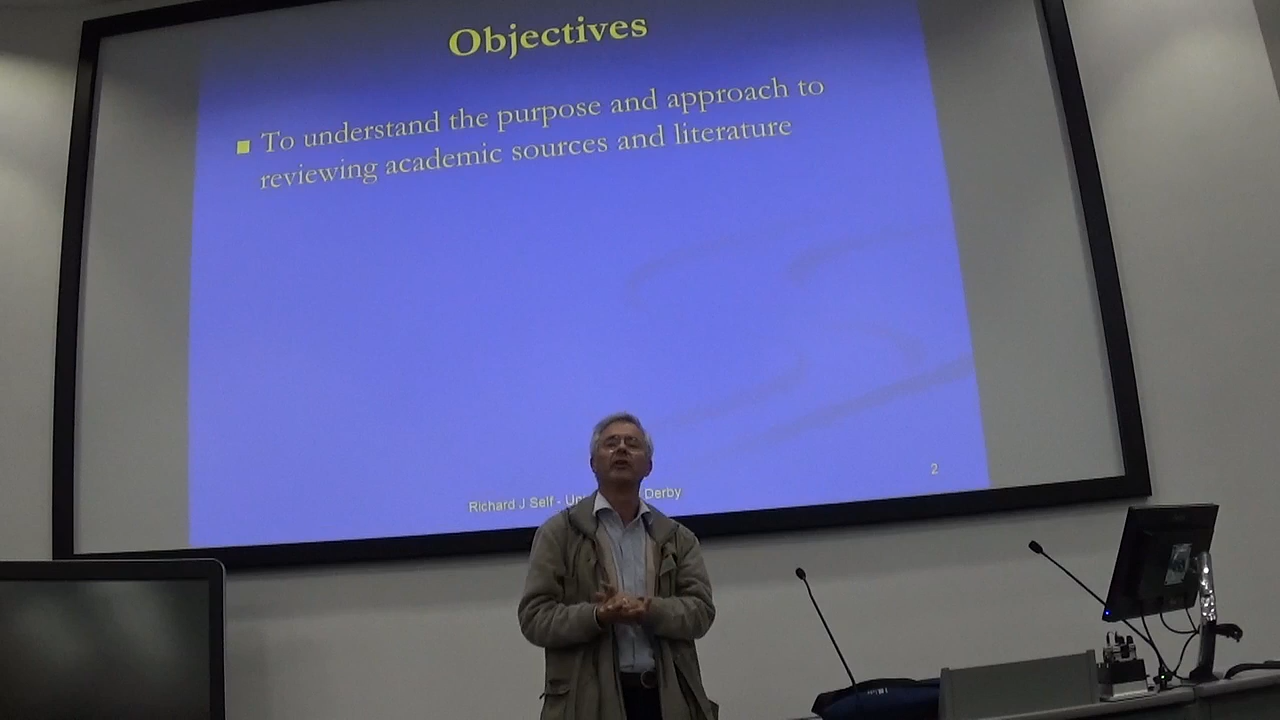 Objectives
■ To understand the purpose and approach to
reviewing academic sources and literature
Richard J Self - Derby
2